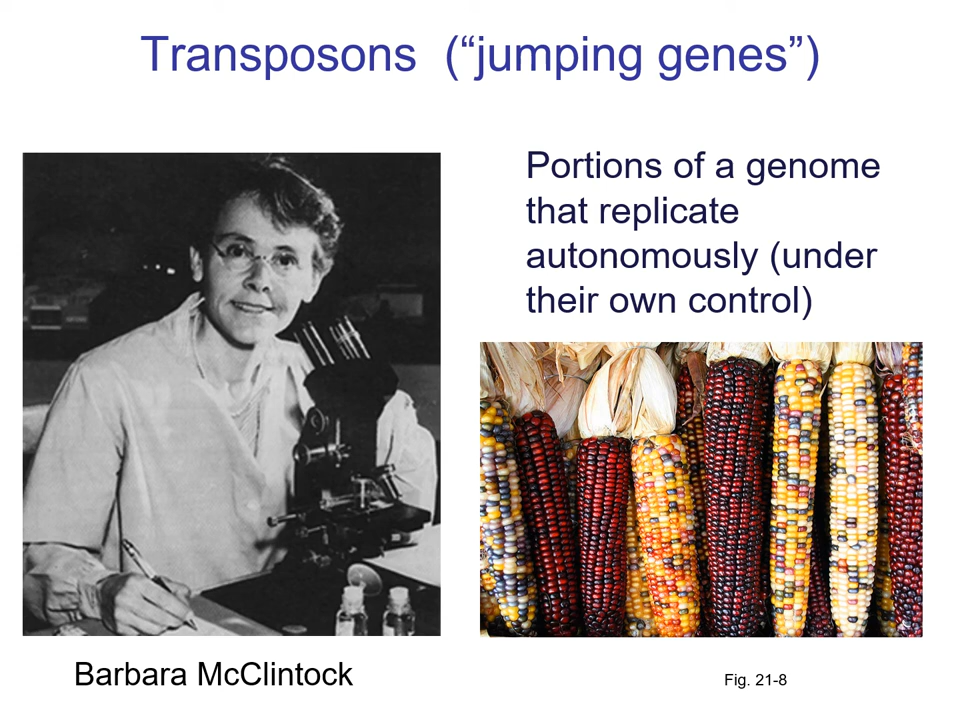 Transposons  (“jumping genes”)
Portions of a genome
that replicate
autonomously (under
their own control)
Barbara McClintock
Fig. 21-8